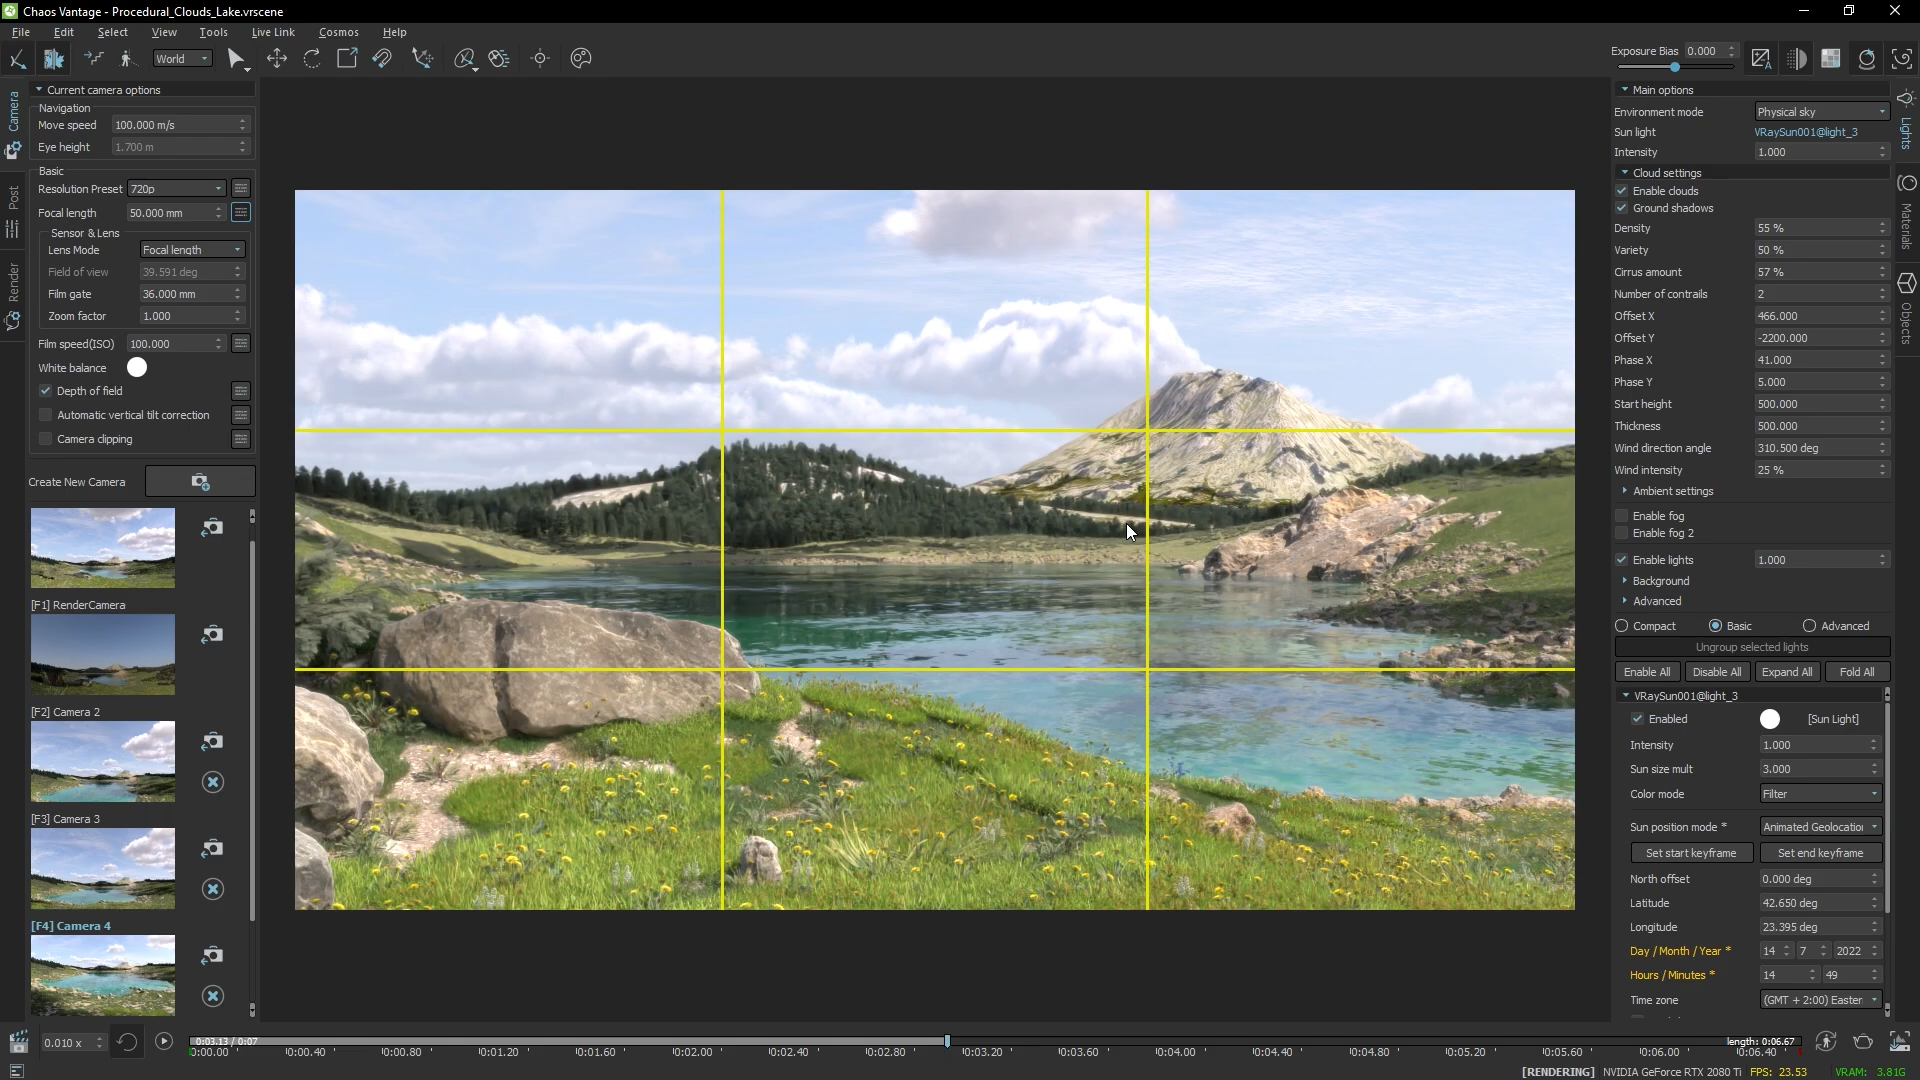 Chaos Vantage - Procedural_Clouds_Lake.vrscene
File Edit Select View Tools Live Link Cosmos Help
World
Exposure Bias 0.000
Camera
Post
Render
Current camera options
Navigation
Move speed 100.000 m/s
Eye height 1.700 m
Basic
Resolution Preset 720p
Focal length 50.000 mm
Sensor & Lens
Lens Mode Focal length
Field of view 39.591 deg
Film gate 36.000 mm
Zoom factor 1.000
Film speed(ISO) 100.000
White balance
Depth of field
Automatic vertical tilt correction
Camera clipping
Create New Camera
[F1] RenderCamera
[F2] Camera 2
[F3] Camera 3
[F4] Camera 4
Main options
Environment mode Physical sky
Sun light VRaySun001@light_3
Intensity 1.000
Cloud settings
Enable clouds
Ground shadows
Density 55 %
Variety 50 %
Cirrus amount 57 %
Number of contrails 2
Offset X 466.000
Offset Y -2200.000
Phase X 41.000
Phase Y 5.000
Start height 500.000
Thickness 500.000
Wind direction angle 310.500 deg
Wind intensity 25 %
Ambient settings
Enable fog
Enable fog 2
Enable lights 1.000
Background
Advanced
Compact Basic Advanced
Ungroup selected lights
Enable All Disable All Expand All Fold All
VRaySun001@light_3
Enabled [Sun Light]
Intensity 1.000
Sun size mult 3.000
Color mode Filter
Sun position mode * Animated Geolocation
Set start keyframe Set end keyframe
North offset 0.000 deg
Latitude 42.650 deg
Longitude 23.395 deg
Day / Month / Year * 14 7 2022
Hours / Minutes * 14 49
Time zone (GMT + 2:00) Easter
Lights
Materials
Objects
0.010 x
0:03.13 / 0:07
length: 0:06.67
0:00.00 0:00.40 0:00.80 0:01.20 0:01.60 0:02.00 0:02.40 0:02.80 0:03.20 0:03.60 0:04.00 0:04.40 0:04.80 0:05.20 0:05.60 0:06.00 0:06.40
[RENDERING] NVIDIA GeForce RTX 2080 Ti FPS: 23.53 VRAM: 3.81G